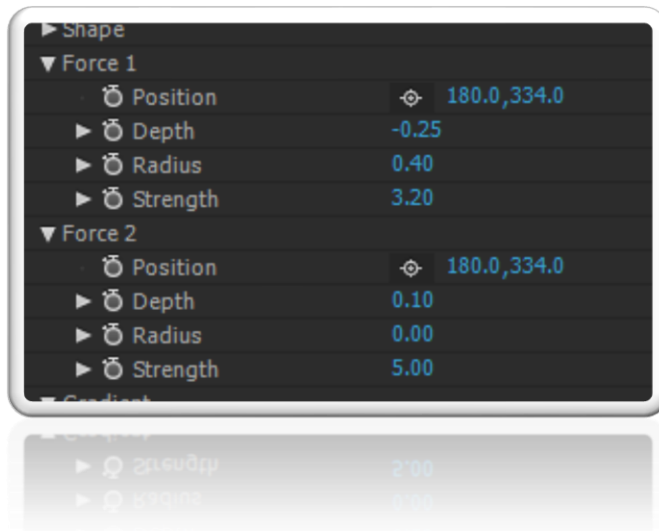 Shape
Force 1
Position 180.0,334.0
Depth -0.25
Radius 0.40
Strength 3.20
Force 2
Position 180.0,334.0
Depth 0.10
Radius 0.00
Strength 5.00
Gradient